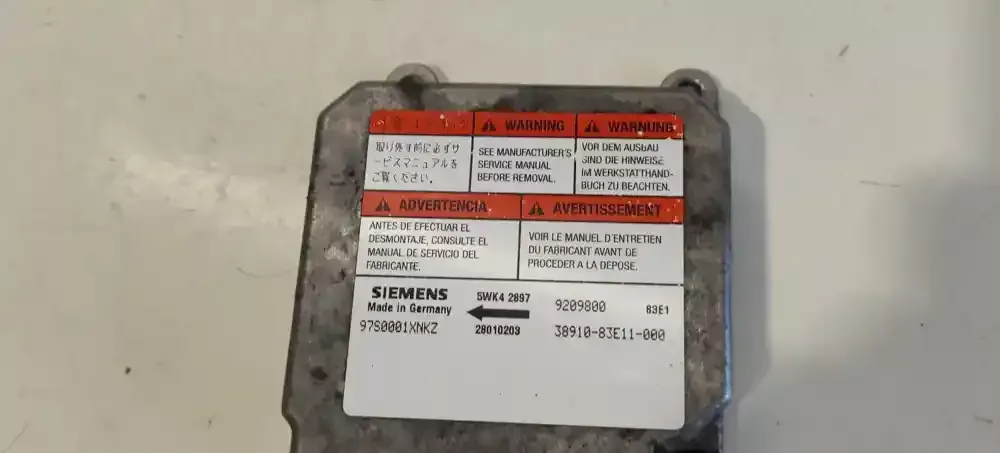 WARNING
WARNUNG
取り外す前に必ずサ
ービスマニュアルを
ご覧ください。
SEE MANUFACTURER'S
SERVICE MANUAL
BEFORE REMOVAL.
VOR DEM AUSBAU
SIND DIE HINWEISE
IM WERKSTATTHAND-
BUCH ZU BEACHTEN.
ADVERTENCIA
AVERTISSEMENT
ANTES DE EFECTUAR EL
DESMONTAJE, CONSULTE EL
MANUAL DE SERVICIO DEL
FABRICANTE.
VOIR LE MANUEL D'ENTRETIEN
DU FABRICANT AVANT DE
PROCEDER A LA DEPOSE.
SIEMENS
Made in Germany
5WK4 2897
9209800
83E1
97S0001XNKZ
28010203
38910-83E11-000